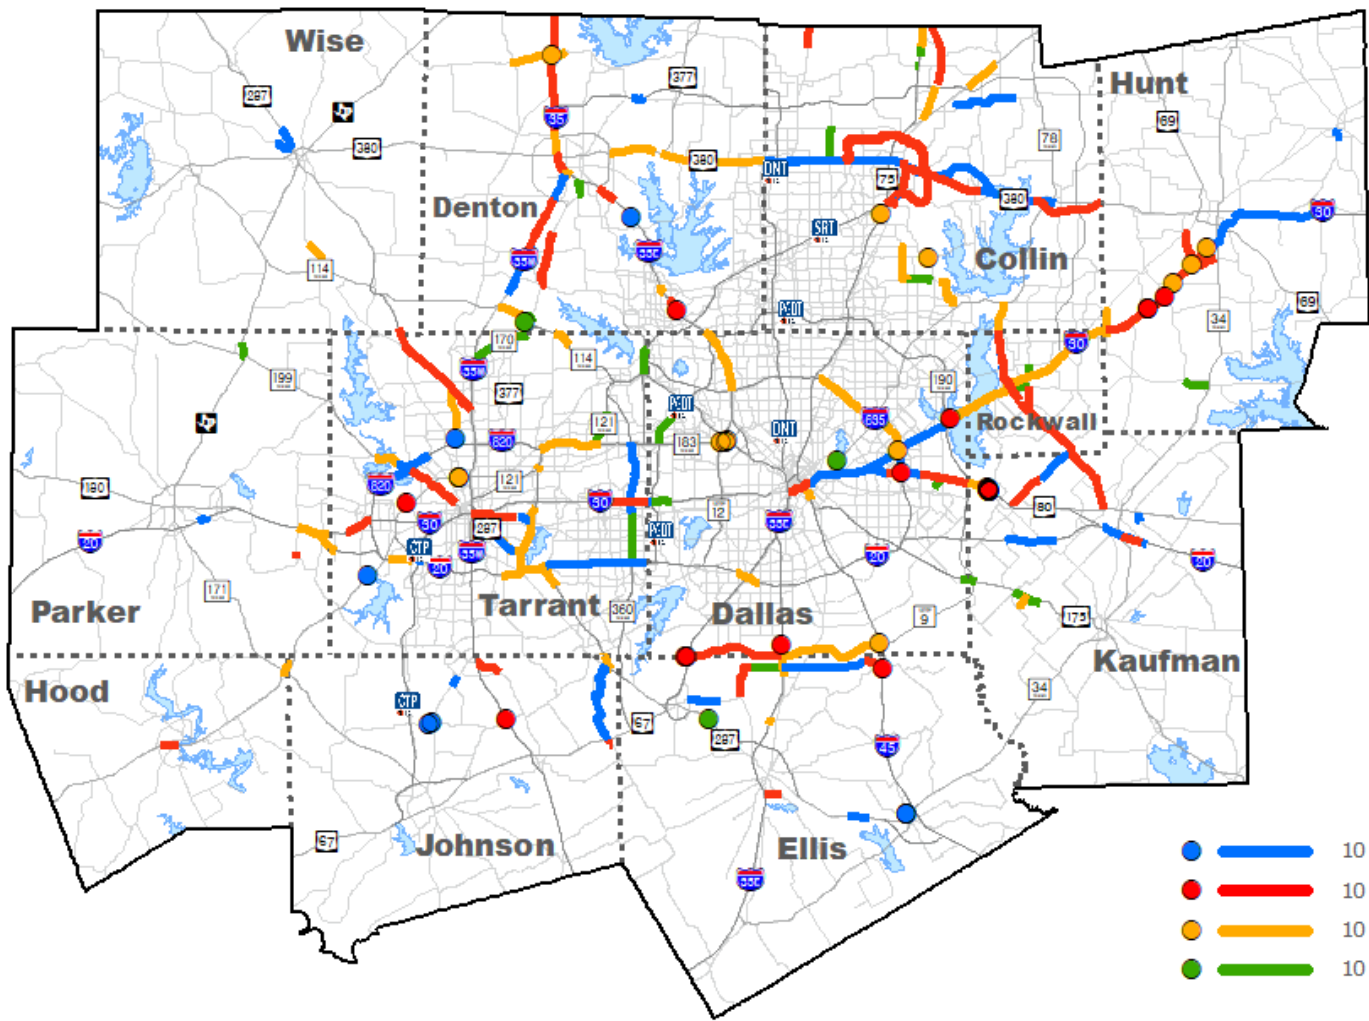 Wise
377
Hunt
287
35
69
380
78
380
DNT
75
Denton
380
30
SRT
35W
35E
Collin
114
69
PGBT
34
170
30
35W
114
199
190
377
PGBT
121
635
Rockwall
620
183
DNT
121
820
180
30
80
12
30
287
35E
PGBT
20
CTP
35W
20
20
20
171
Parker
Tarrant
360
Dallas
9
175
Kaufman
Hood
34
CTP
67
287
45
67
Johnson
Ellis
35E
10
10
10
10